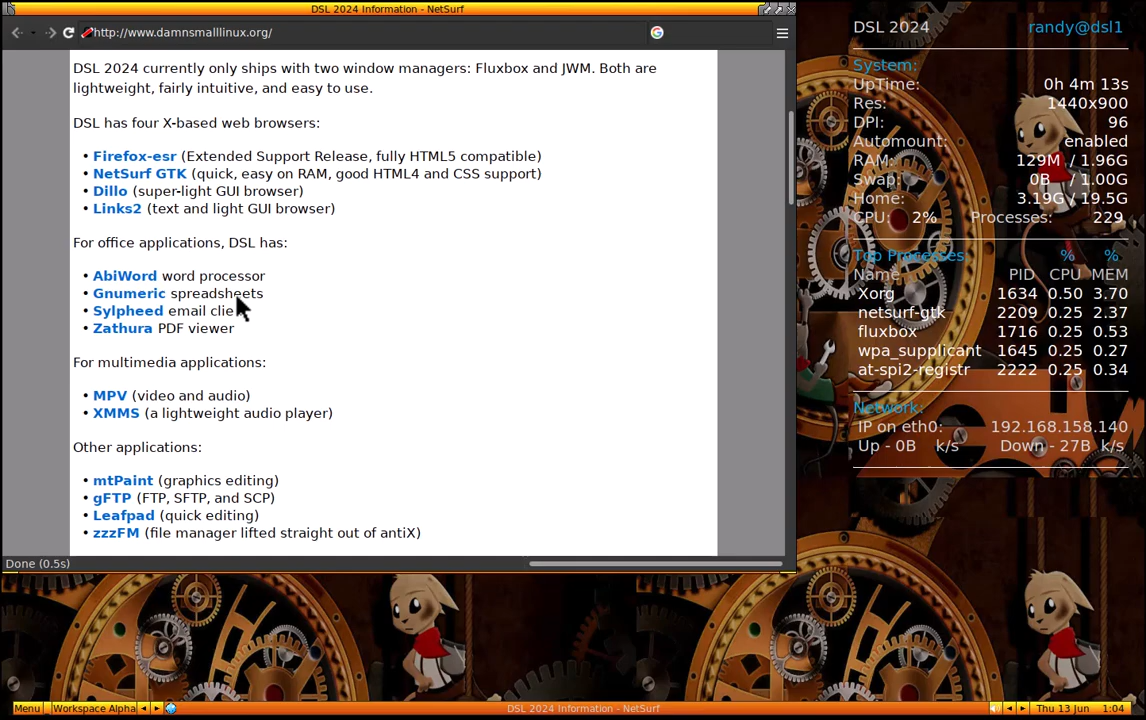 DSL 2024 Information - NetSurf
http://www.damnsmalllinux.org/
DSL 2024 currently only ships with two window managers: Fluxbox and JWM. Both are
lightweight, fairly intuitive, and easy to use.
DSL has four X-based web browsers:
• Firefox-esr (Extended Support Release, fully HTML5 compatible)
• NetSurf GTK (quick, easy on RAM, good HTML4 and CSS support)
• Dillo (super-light GUI browser)
• Links2 (text and light GUI browser)
For office applications, DSL has:
• AbiWord word processor
• Gnumeric spreadsheets
• Sylpheed email clie
• Zathura PDF viewer
For multimedia applications:
• MPV (video and audio)
• XMMS (a lightweight audio player)
Other applications:
• mtPaint (graphics editing)
• gFTP (FTP, SFTP, and SCP)
• Leafpad (quick editing)
• zzzFM (file manager lifted straight out of antiX)
Done (0.5s)
DSL 2024 randy@dsl1
System:
UpTime: 0h 4m 13s
Res: 1440x900
DPI: 96
Automount: enabled
RAM: 129M / 1.96G
Swap: 0B / 1.00G
Home: 3.19G / 19.5G
CPU: 2% Processes: 229
Top Processes % %
Name PID CPU MEM
Xorg 1634 0.50 3.70
netsurf-gtk 2209 0.25 2.37
fluxbox 1716 0.25 0.53
wpa_supplicant 1645 0.25 0.27
at-spi2-registr 2222 0.25 0.34
Network:
IP on eth0: 192.168.158.140
Up - 0B k/s Down - 27B k/s
Menu Workspace Alpha DSL 2024 Information - NetSurf Thu 13 Jun 1:04